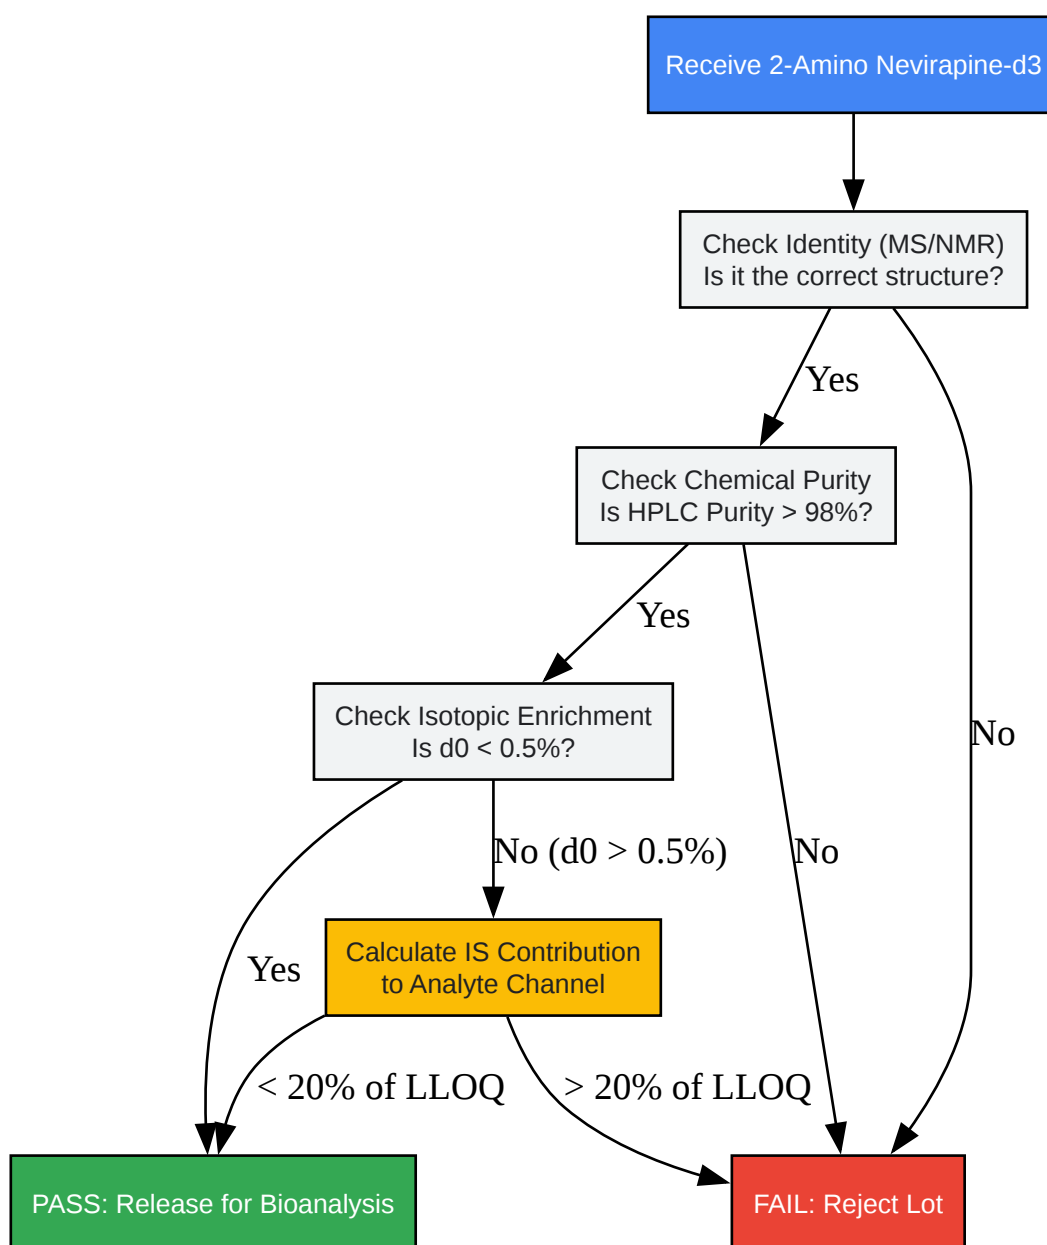 Receive 2-Amino Nevirapine-d3
Check Identity (MS/NMR)
Is it the correct structure?
Yes
Check Chemical Purity
Is HPLC Purity > 98%?
Yes
Check Isotopic Enrichment
Is d0 < 0.5%?
No
No (d0 > 0.5%)
No
Calculate IS Contribution
to Analyte Channel
Yes
< 20% of LLOQ
> 20% of LLOQ
PASS: Release for Bioanalysis
FAIL: Reject Lot